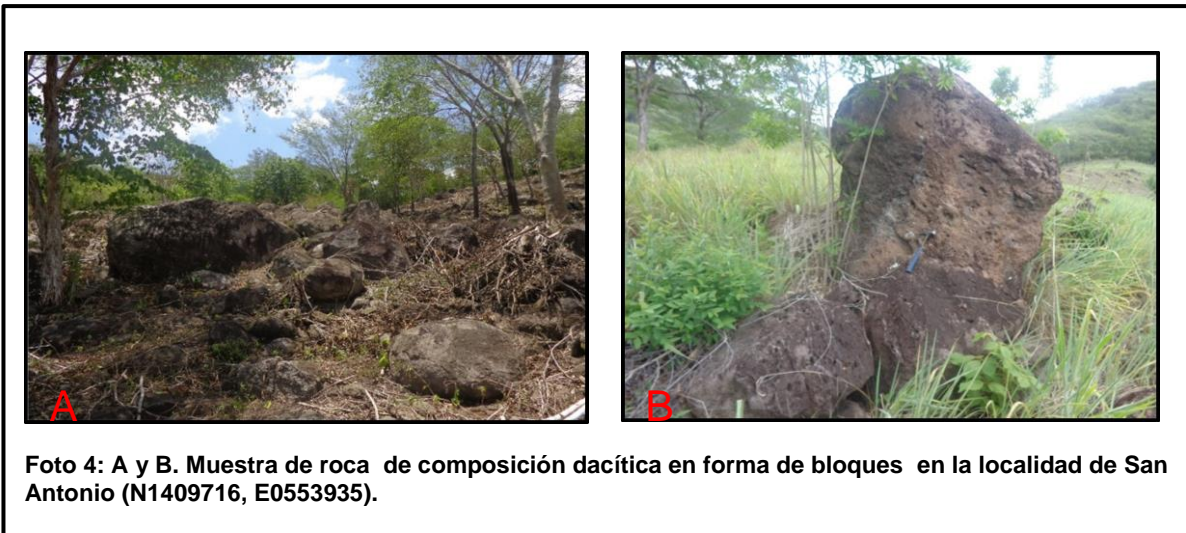 A
B
Foto 4: A y B. Muestra de roca de composición dacítica en forma de bloques en la localidad de San
Antonio (N1409716, E0553935).